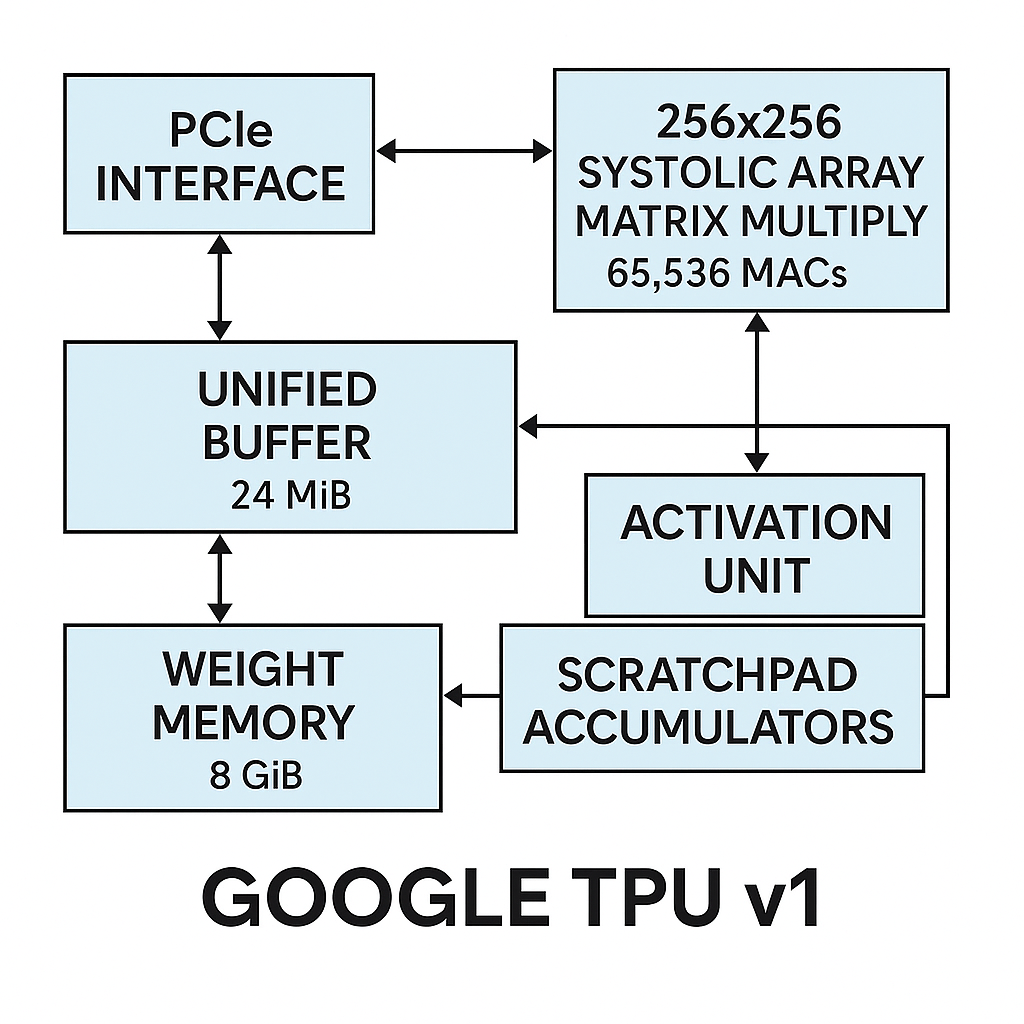 PCIe
INTERFACE
256x256
SYSTOLIC ARRAY
MATRIX MULTIPLY
65,536 MACs
UNIFIED
BUFFER
24 MiB
ACTIVATION
UNIT
WEIGHT
MEMORY
8 GiB
SCRATCHPAD
ACCUMULATORS
GOOGLE TPU v1